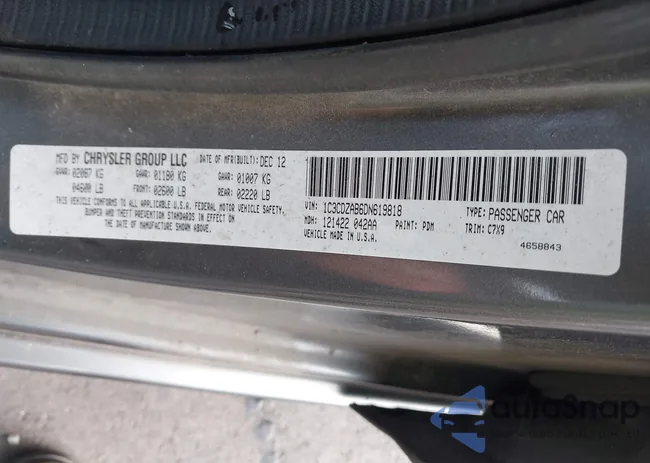 MFD BY CHRYSLER GROUP LLC DATE OF MFR(BUILT): DEC 12
GVWR: 02087 KG GAWR: 01180 KG GAWR: 01007 KG
04600 LB FRONT: 02600 LB REAR: 02220 LB
THIS VEHICLE CONFORMS TO ALL APPLICABLE U.S.A. FEDERAL MOTOR VEHICLE SAFETY,
BUMPER AND THEFT PREVENTION STANDARDS IN EFFECT ON THE
DATE OF MANUFACTURE SHOWN ABOVE.
VIN: 1C3CDZAB6DN619818 TYPE: PASSENGER CAR
MDH: 121422 042AA PAINT: PDM TRIM: C7X9
VEHICLE MADE IN U.S.A.
4658843
autoSnap